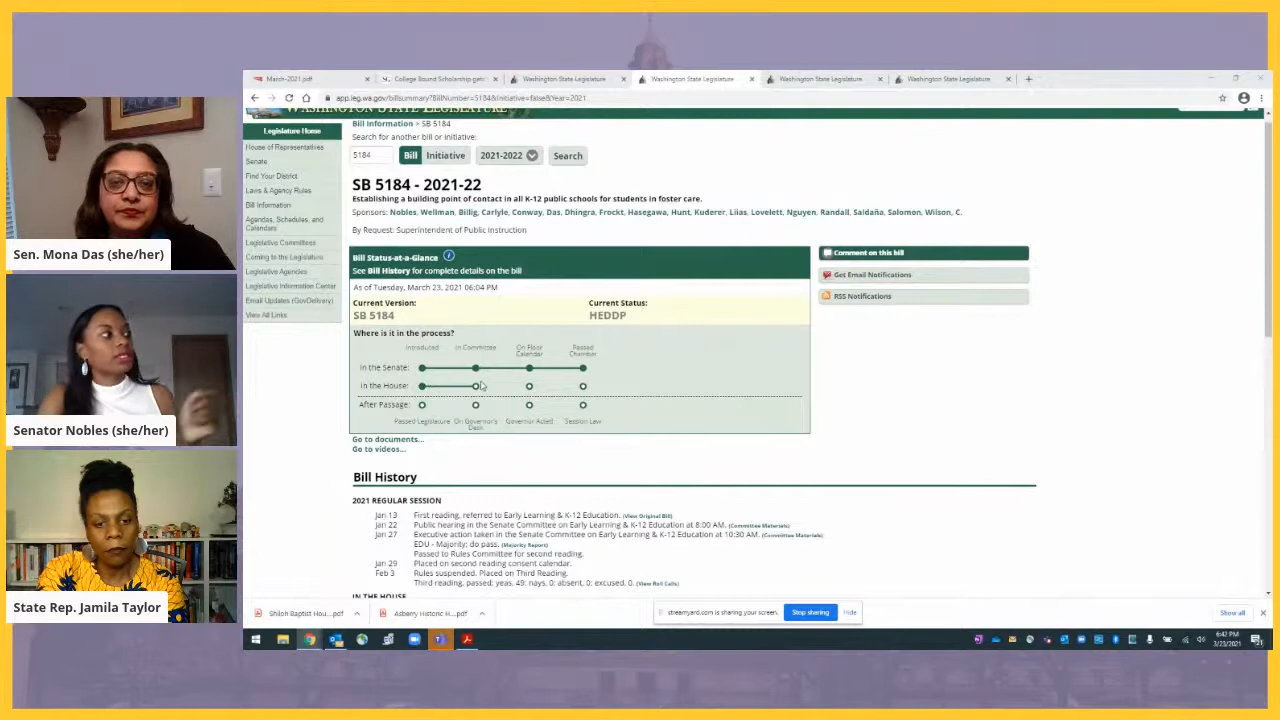 Sen. Mona Das (she/her)
Senator Nobles (she/her)
State Rep. Jamila Taylor
March-2021.pdf
College Bound Scholarship-geti
Washington State Legislature
Washington State Legislature
Washington State Legislature
Washington State Legislature
app.leg.wa.gov/billsummary?BillNumber=5184&Initiative=false&Year=2021
WASHINGTON STATE LEGISLATURE
Legislature Home
House of Representatives
Senate
Find Your District
Laws & Agency Rules
Bill Information
Agendas, Schedules, and
Calendars
Legislative Committees
Coming to the Legislature
Legislative Agencies
Legislative Information Center
Email Updates (GovDelivery)
View All Links
Bill Information > SB 5184
Search for another bill or initiative:
5184 Bill Initiative 2021-2022 Search
SB 5184 - 2021-22
Establishing a building point of contact in all K-12 public schools for students in foster care.
Sponsors: Nobles, Wellman, Billig, Carlyle, Conway, Das, Dhingra, Frockt, Hasegawa, Hunt, Kuderer, Liias, Lovelett, Nguyen, Randall, Saldaña, Salomon, Wilson, C.
By Request: Superintendent of Public Instruction
Bill Status-at-a-Glance
See Bill History for complete details on the bill
As of Tuesday, March 23, 2021 06:04 PM
Current Version: Current Status:
SB 5184 HEDDP
Where is it in the process?
Introduced In Committee On Floor Calendar Passed Chamber
In the Senate:
In the House:
After Passage:
Passed Legislature On Governor's Desk Governor Acted Session Law
Go to documents...
Go to videos...
Comment on this bill
Get Email Notifications
RSS Notifications
Bill History
2021 REGULAR SESSION
Jan 13 First reading, referred to Early Learning & K-12 Education. (View Original Bill)
Jan 22 Public hearing in the Senate Committee on Early Learning & K-12 Education at 8:00 AM. (Committee Materials)
Jan 27 Executive action taken in the Senate Committee on Early Learning & K-12 Education at 10:30 AM. (Committee Materials)
EDU - Majority; do pass. (Majority Report)
Passed to Rules Committee for second reading.
Jan 29 Placed on second reading consent calendar.
Feb 3 Rules suspended. Placed on Third Reading.
Third reading, passed; yeas, 49; nays, 0; absent, 0; excused, 0. (View Roll Calls)
IN THE HOUSE
Shiloh Baptist Hou....pdf
Asberry Historic H....pdf
streamyard.com is sharing your screen.
Stop sharing
Hide
Show all
6:42 PM
3/23/2021